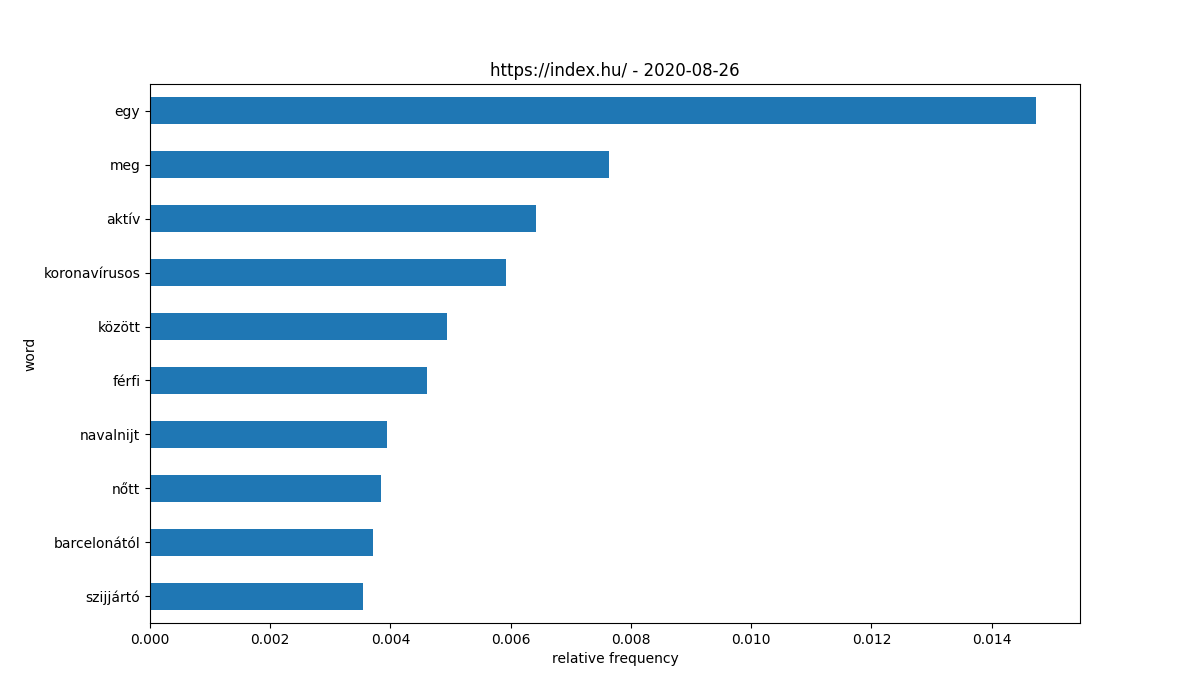 https://index.hu/ - 2020-08-26
egy
meg
aktív
koronavírusos
között
férfi
navalnijt
nőtt
barcelonától
szijjártó
word
0.000 0.002 0.004 0.006 0.008 0.010 0.012 0.014
relative frequency